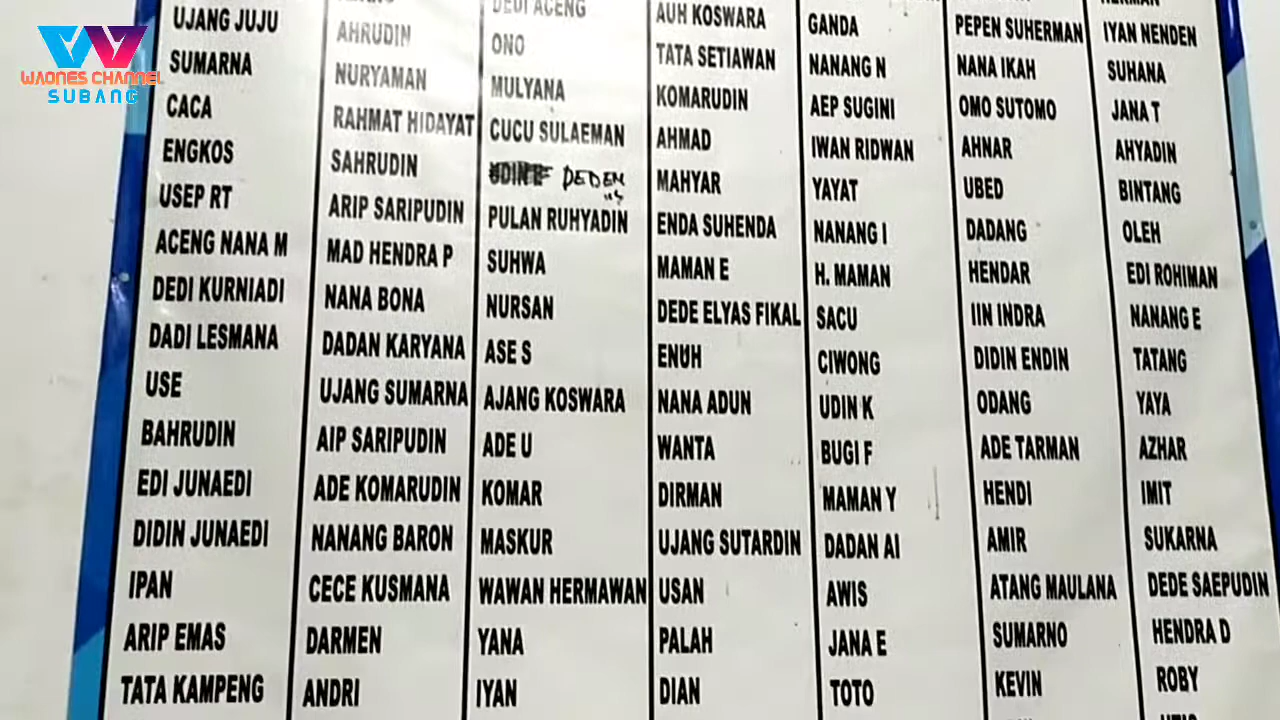 WAONES CHANNEL
SUBANG
UJANG JUJU
SUMARNA
CACA
ENGKOS
USEP RT
ACENG NANA M
DEDI KURNIADI
DADI LESMANA
USE
BAHRUDIN
EDI JUNAEDI
DIDIN JUNAEDI
IPAN
ARIP EMAS
TATA KAMPENG
AHRUDIN
NURYAMAN
RAHMAT HIDAYAT
SAHRUDIN
ARIP SARIPUDIN
MAD HENDRA P
NANA BONA
DADAN KARYANA
UJANG SUMARNA
AIP SARIPUDIN
ADE KOMARUDIN
NANANG BARON
CECE KUSMANA
DARMEN
ANDRI
DEDI ACENG
ONO
MULYANA
CUCU SULAEMAN
DEDEN
PULAN RUHYADIN
SUHWA
NURSAN
ASE S
AJANG KOSWARA
ADE U
KOMAR
MASKUR
WAWAN HERMAWAN
YANA
IYAN
AUH KOSWARA
TATA SETIAWAN
KOMARUDIN
AHMAD
MAHYAR
ENDA SUHENDA
MAMAN E
DEDE ELYAS FIKAL
ENUH
NANA ADUN
WANTA
DIRMAN
UJANG SUTARDIN
USAN
PALAH
DIAN
GANDA
NANANG N
AEP SUGINI
IWAN RIDWAN
YAYAT
NANANG I
H. MAMAN
SACU
CIWONG
UDIN K
BUGI F
MAMAN Y
DADAN AI
AWIS
JANA E
TOTO
PEPEN SUHERMAN
NANA IKAH
OMO SUTOMO
AHNAR
UBED
DADANG
HENDAR
IIN INDRA
DIDIN ENDIN
ODANG
ADE TARMAN
HENDI
AMIR
ATANG MAULANA
SUMARNO
KEVIN
IYAN NENDEN
SUHANA
JANA T
AHYADIN
BINTANG
OLEH
EDI ROHIMAN
NANANG E
TATANG
YAYA
AZHAR
IMIT
SUKARNA
DEDE SAEPUDIN
HENDRA D
ROBY